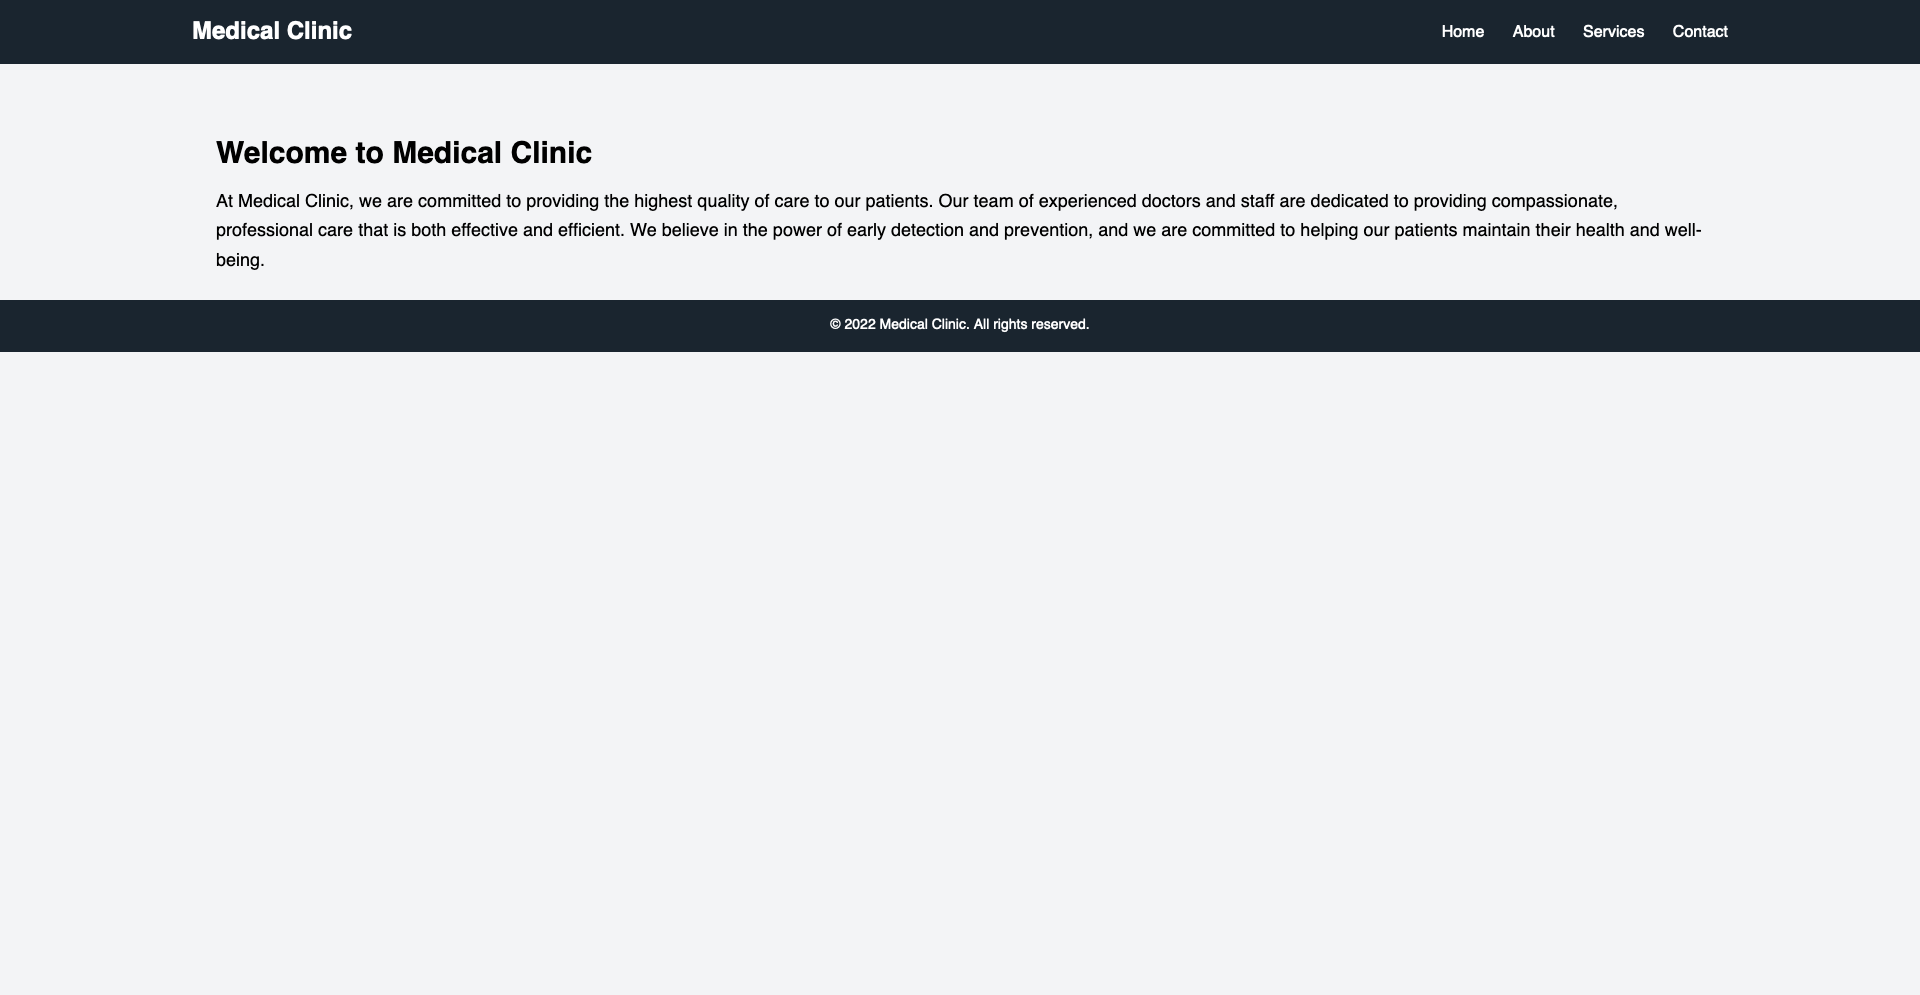 Medical Clinic
Home About Services Contact
Welcome to Medical Clinic
At Medical Clinic, we are committed to providing the highest quality of care to our patients. Our team of experienced doctors and staff are dedicated to providing compassionate,
professional care that is both effective and efficient. We believe in the power of early detection and prevention, and we are committed to helping our patients maintain their health and well-
being.
© 2022 Medical Clinic. All rights reserved.